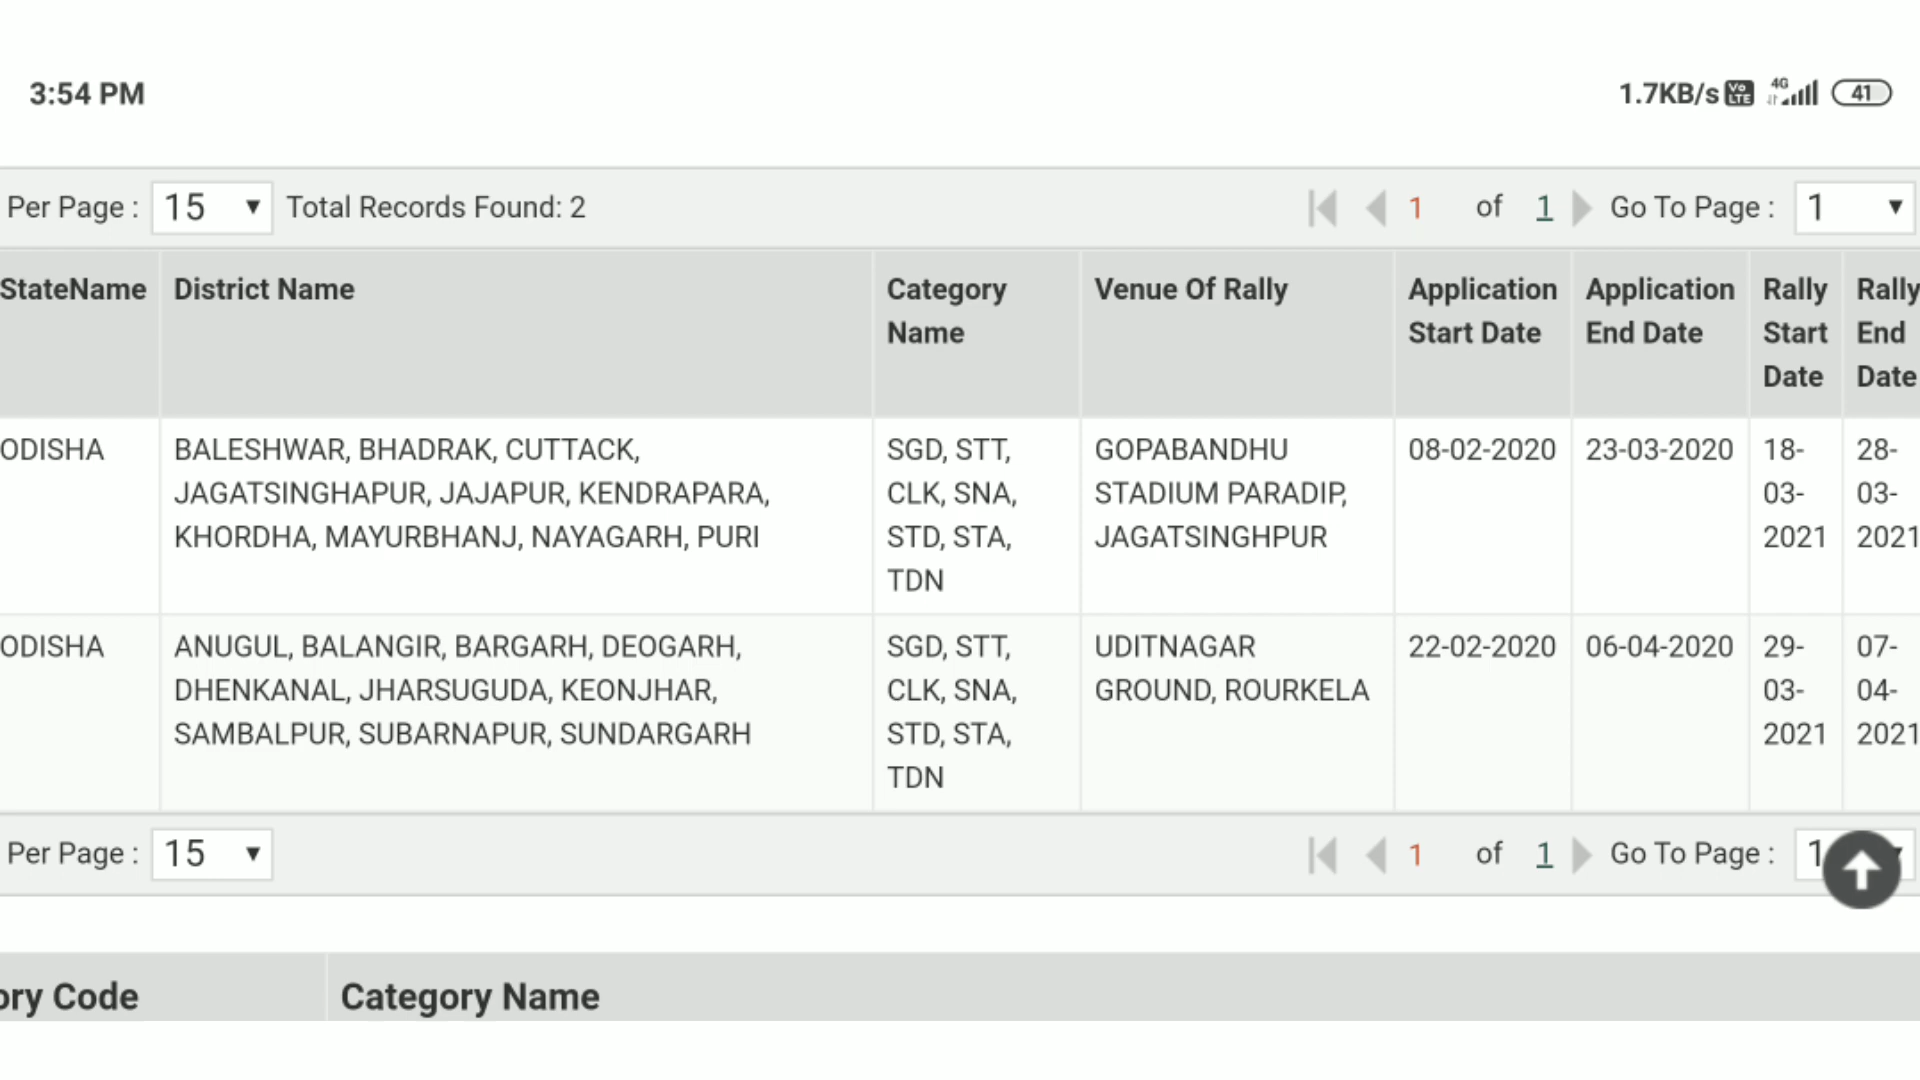 3:54 PM 1.7KB/s Vo LTE 4G 41
Per Page : 15 Total Records Found: 2 1 of 1 Go To Page : 1
StateName District Name Category Name Venue Of Rally Application Start Date Application End Date Rally Start Date Rally End Date
ODISHA BALESHWAR, BHADRAK, CUTTACK, SGD, STT, GOPABANDHU 08-02-2020 23-03-2020 18- 28-
JAGATSINGHAPUR, JAJAPUR, KENDRAPARA, CLK, SNA, STADIUM PARADIP, 03- 03-
KHORDHA, MAYURBHANJ, NAYAGARH, PURI STD, STA, JAGATSINGHPUR 2021 2021
TDN
ODISHA ANUGUL, BALANGIR, BARGARH, DEOGARH, SGD, STT, UDITNAGAR 22-02-2020 06-04-2020 29- 07-
DHENKANAL, JHARSUGUDA, KEONJHAR, CLK, SNA, GROUND, ROURKELA 03- 04-
SAMBALPUR, SUBARNAPUR, SUNDARGARH STD, STA, 2021 2021
TDN
Per Page : 15 1 of 1 Go To Page : 1
ory Code Category Name